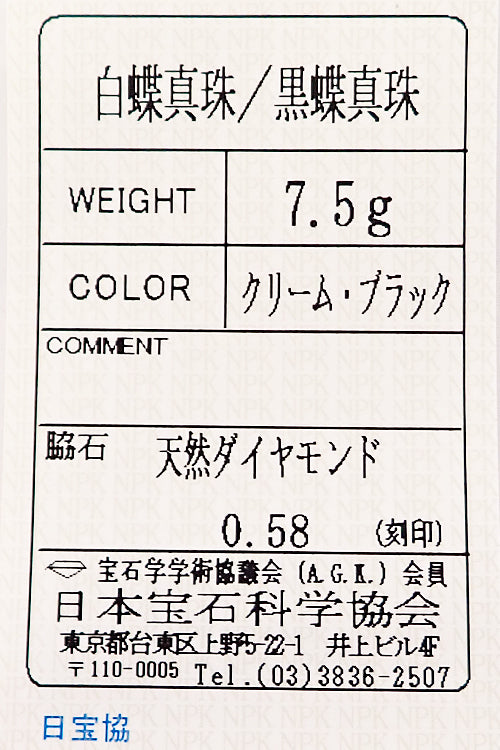 白蝶真珠/黒蝶真珠
WEIGHT 7.5g
COLOR クリーム・ブラック
COMMENT
脇石 天然ダイヤモンド
0.58 (刻印)
宝石学学術協議会 (A.G.K.) 会員
日本宝石科学協会
東京都台東区上野5-22-1 井上ビル4F
〒110-0005 Tel.(03)3836-2507
日宝協